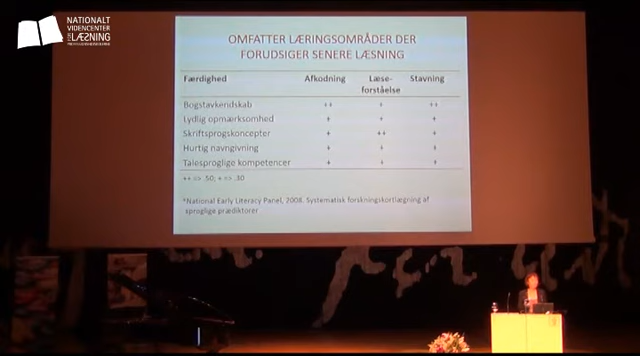 NATIONALT
VIDENCENTER
FOR LÆSNING
OMFATTER LÆRINGSOMRÅDER DER
FORUDSIGER SENERE LÆSNING
Færdighed Afkodning Læse-forståelse Stavning
Bogstavkendskab ++ + ++
Lydlig opmærksomhed + + +
Skriftsprogskoncepter + ++ +
Hurtig navngivning + + +
Talesproglige kompetencer + + +
++ => .50, + => .30
*National Early Literacy Panel, 2008. Systematisk forskningskortlægning af
sproglige prædiktorer